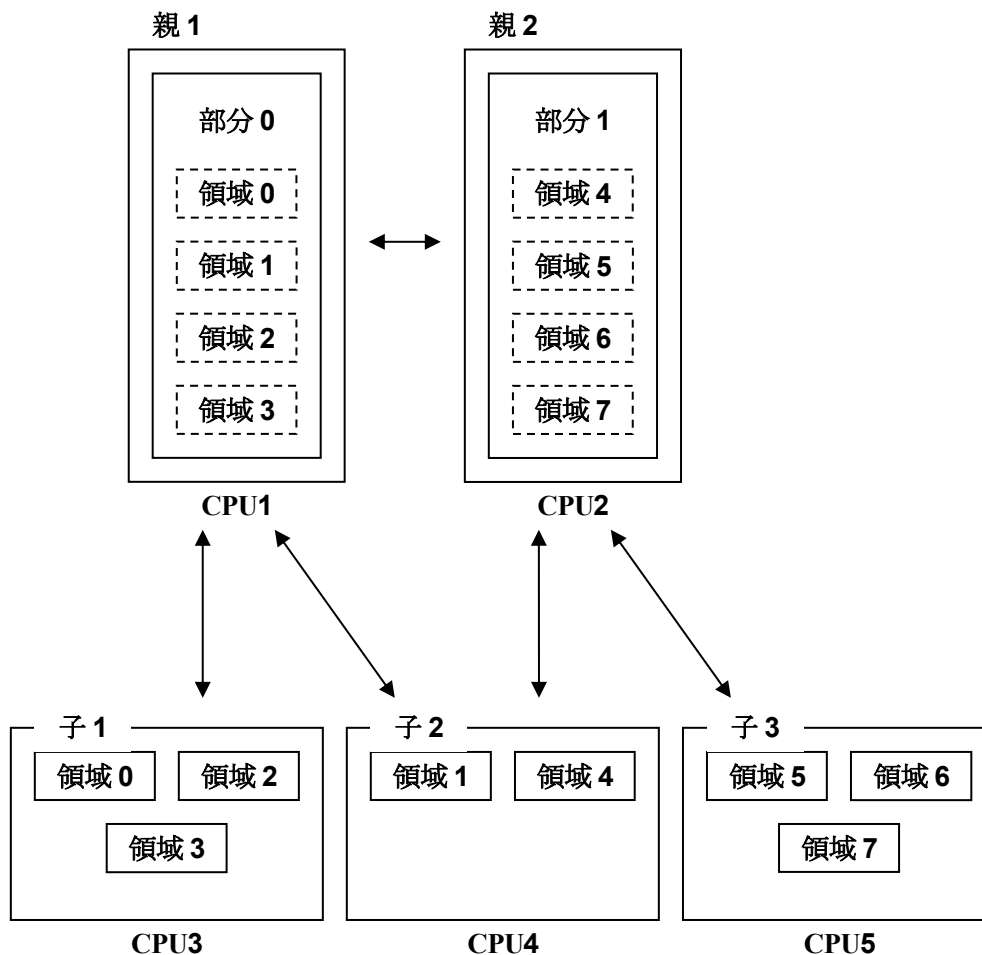 親1
親2
部分0
部分1
領域0
領域4
領域1
領域5
領域2
領域6
領域3
領域7
CPU1
CPU2
子1
子2
子3
領域0
領域2
領域1
領域4
領域5
領域6
領域3
領域7
CPU3
CPU4
CPU5